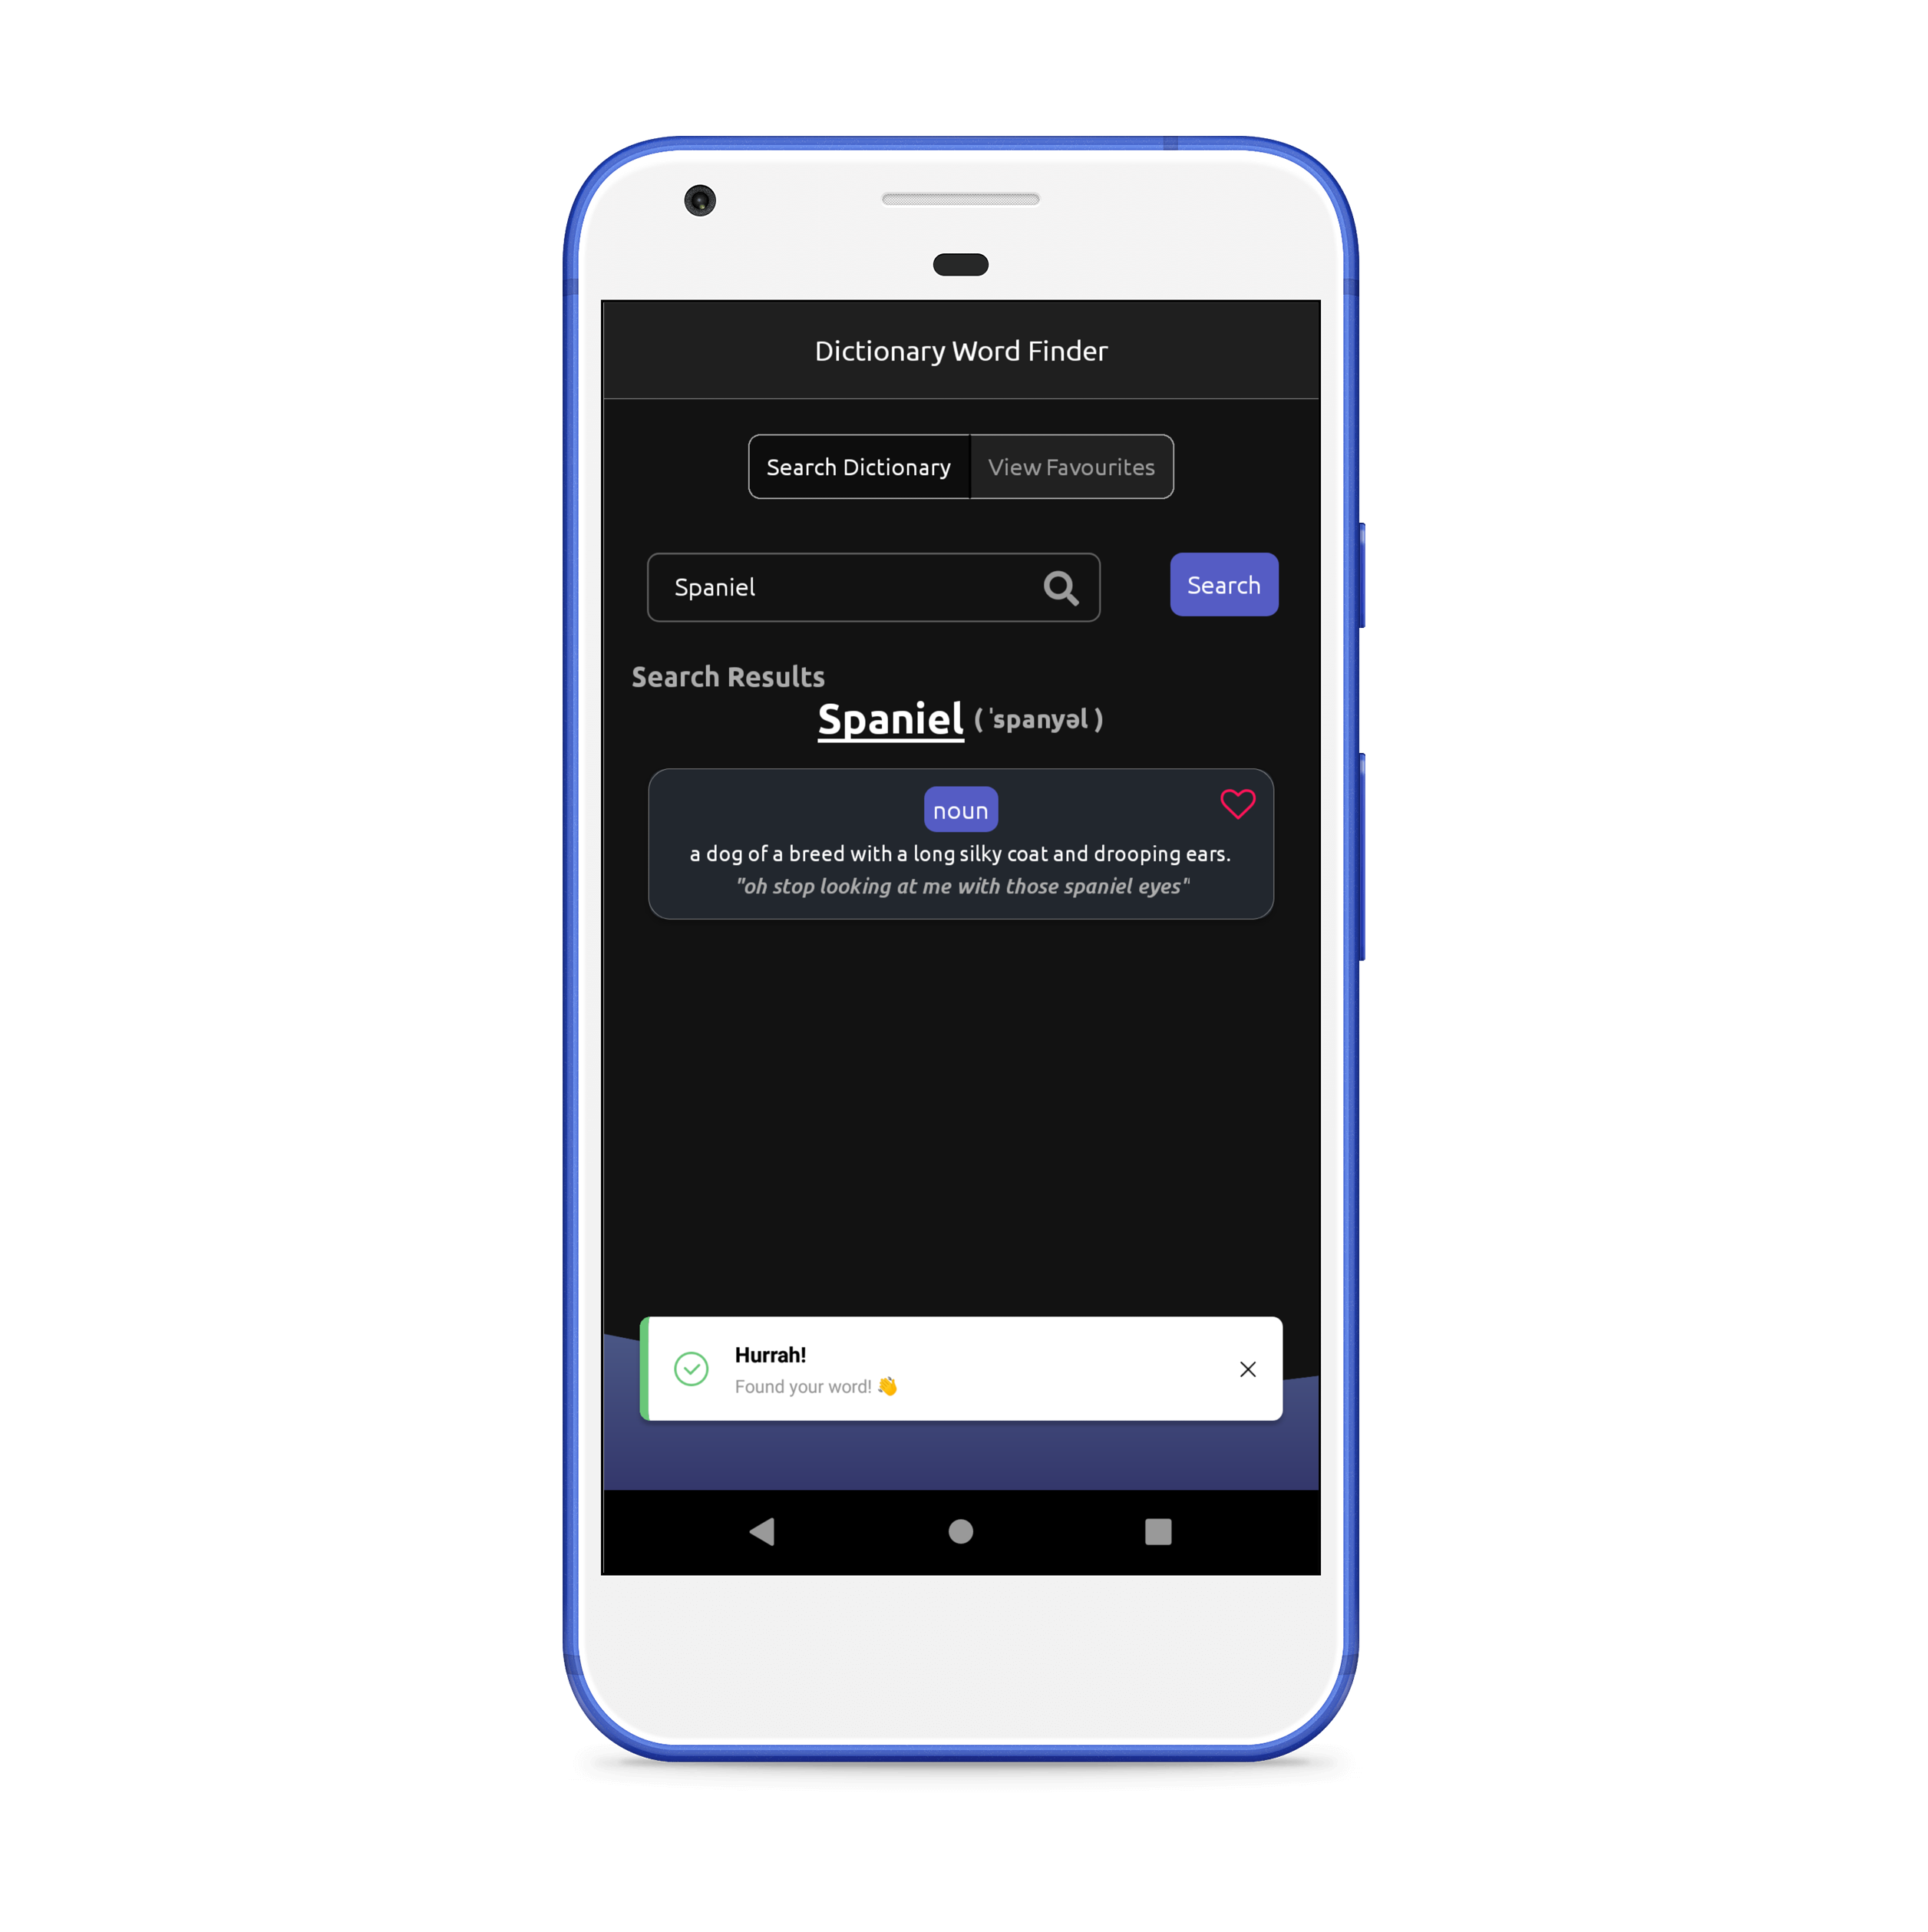 Dictionary Word Finder
Search Dictionary View Favourites
Spaniel Search
Search Results
Spaniel ( ˈspanyəl )
noun
a dog of a breed with a long silky coat and drooping ears.
"oh stop looking at me with those spaniel eyes"
Hurrah!
Found your word! 👏